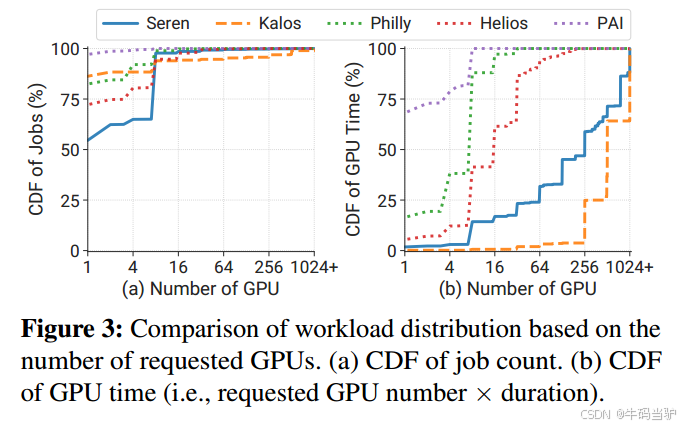 Seren Kalos Philly Helios PAI
CDF of Jobs (%)
100
75
50
25
0
1 4 16 64 256 1024+
(a) Number of GPU
CDF of GPU Time (%)
100
75
50
25
0
1 4 16 64 256 1024+
(b) Number of GPU
Figure 3: Comparison of workload distribution based on the
number of requested GPUs. (a) CDF of job count. (b) CDF
of GPU time (i.e., requested GPU number × duration).
CSDN @牛码当驴